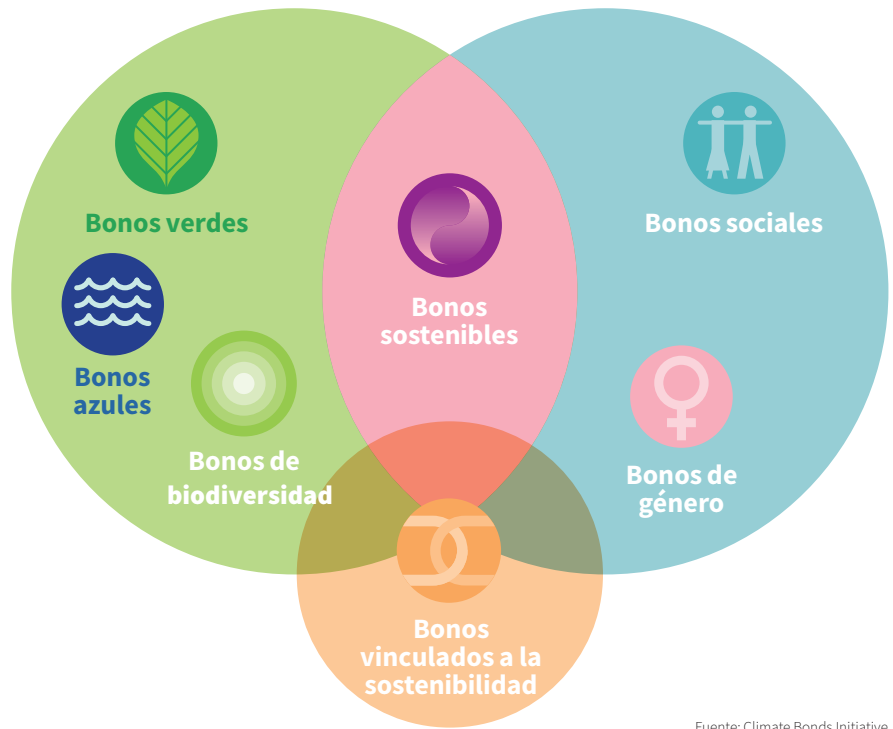 Bonos verdes
Bonos sociales
Bonos
sostenibles
Bonos
azules
Bonos de
biodiversidad
Bonos de
género
Bonos
vinculados a la
sostenibilidad
Fuente: Climate Bonds Initiative